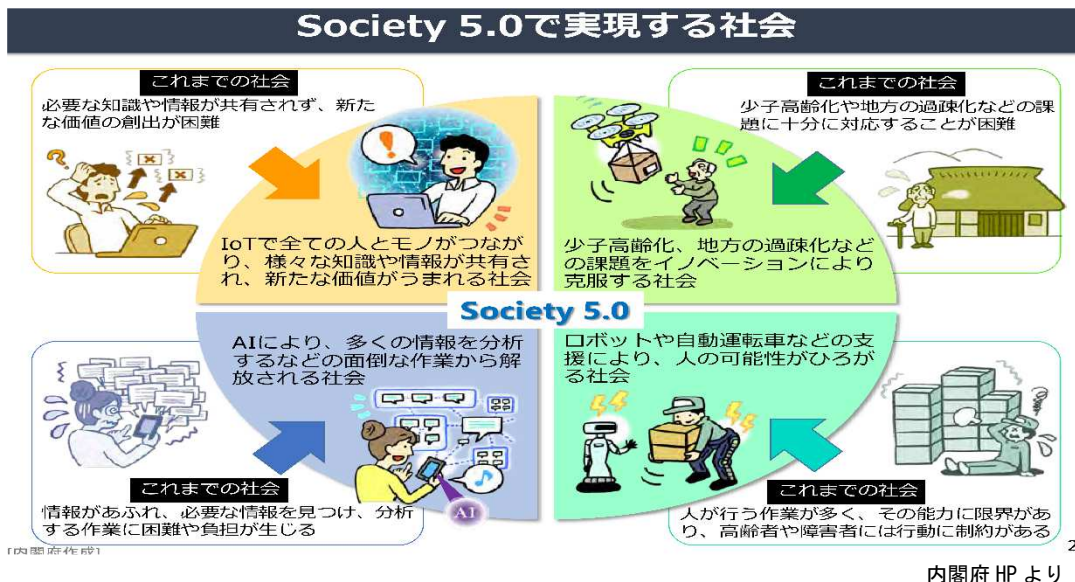 Society 5.0で実現する社会
これまでの社会
必要な知識や情報が共有されず、新た
な価値の創出が困難
これまでの社会
少子高齢化や地方の過疎化などの課
題に十分に対応することが困難
IoTで全ての人とモノがつなが
り、様々な知識や情報が共有さ
れ、新たな価値がうまれる社会
少子高齢化、地方の過疎化など
の課題をイノベーションにより
克服する社会
Society 5.0
AIにより、多くの情報を分析
するなどの面倒な作業から解
放される社会
ロボットや自動運転車などの支
援により、人の可能性がひろが
る社会
AI
これまでの社会
情報があふれ、必要な情報を見つけ、分析
する作業に困難や負担が生じる
これまでの社会
人が行う作業が多く、その能力に限界があ
り、高齢者や障害者には行動に制約がある
[内閣府作成]
2
内閣府 HP より